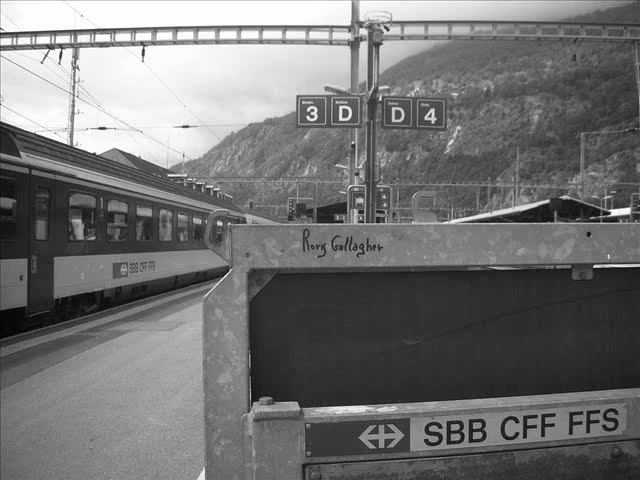 3 D
D 4
Rory Gallagher
SBB CFF FFS
SBB CFF FFS